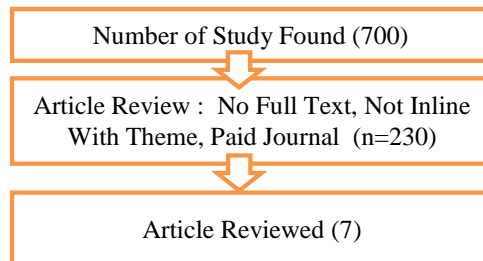 Number of Study Found (700)
Article Review : No Full Text, Not Inline
With Theme, Paid Journal (n=230)
Article Reviewed (7)